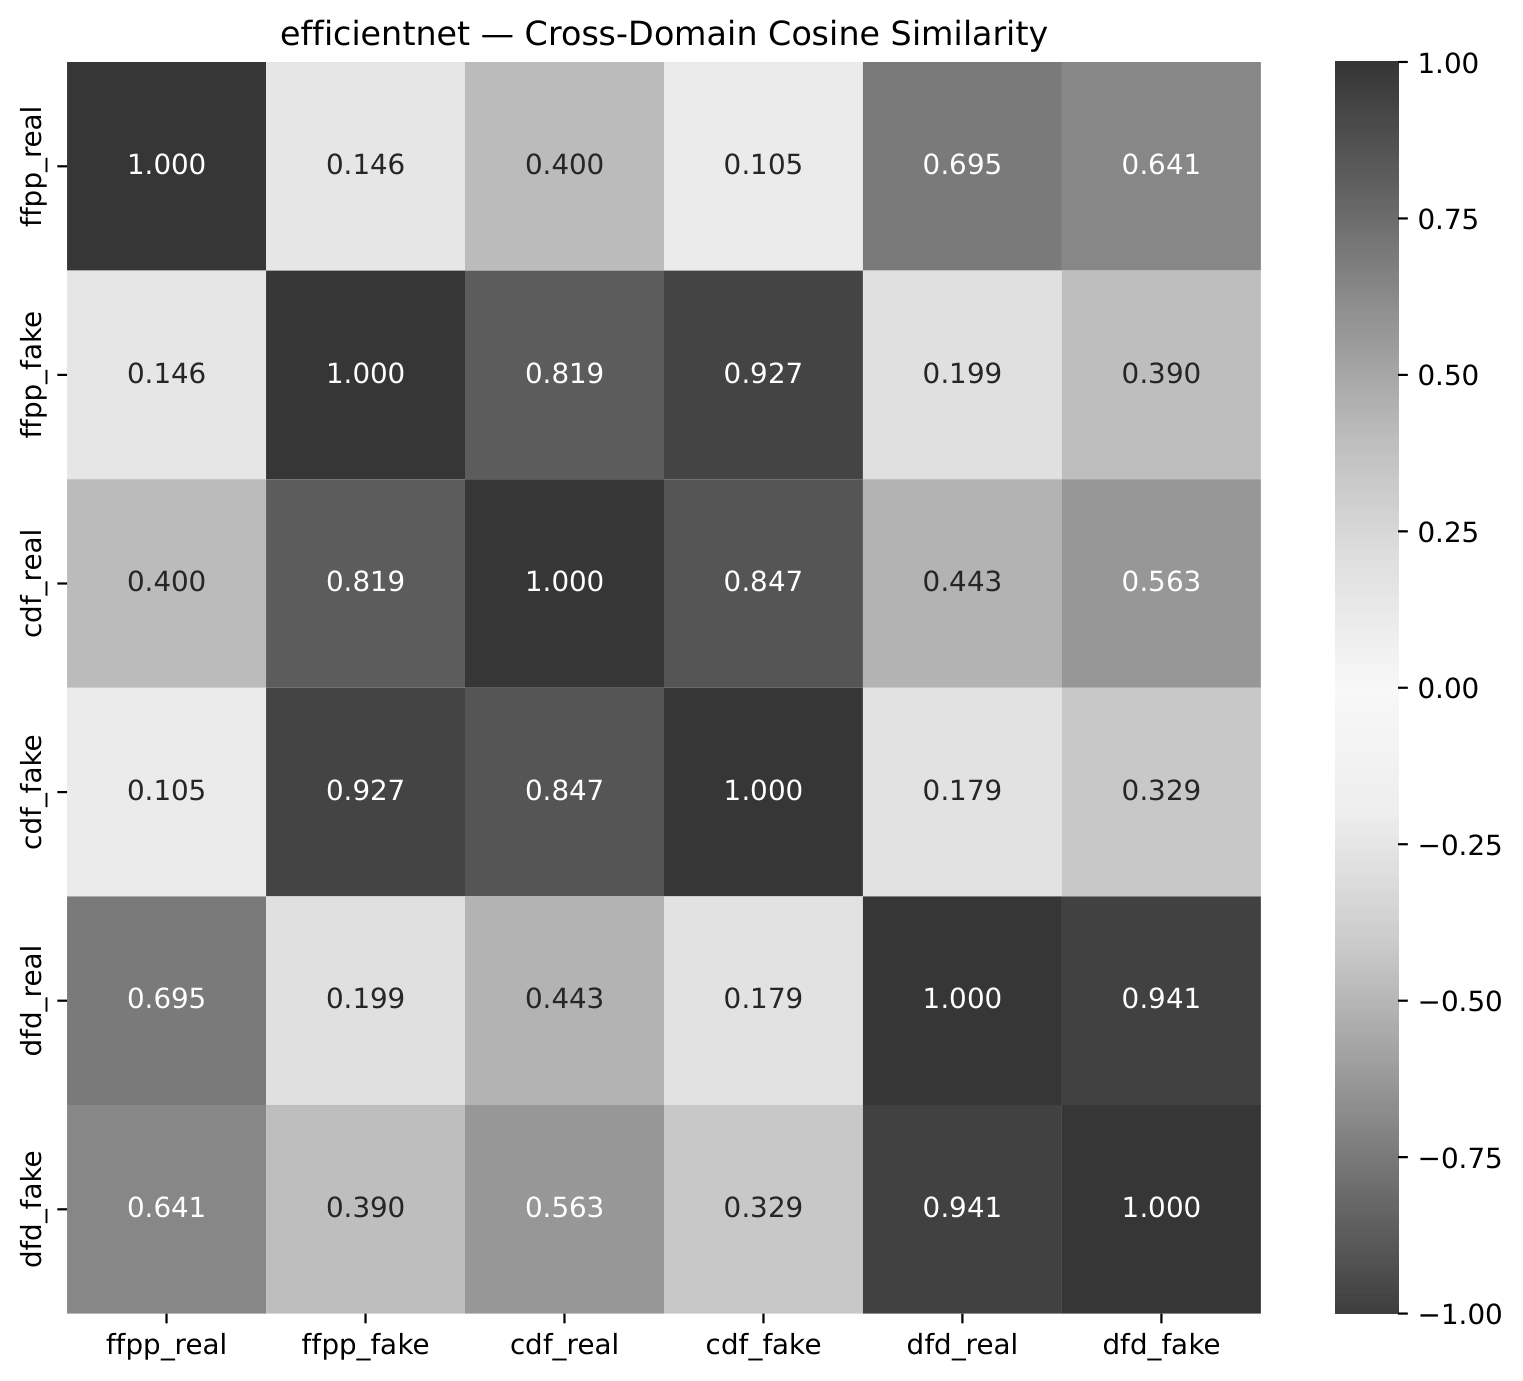 efficientnet — Cross-Domain Cosine Similarity
ffpp_real
1.000 0.146 0.400 0.105 0.695 0.641
ffpp_fake
0.146 1.000 0.819 0.927 0.199 0.390
cdf_real
0.400 0.819 1.000 0.847 0.443 0.563
cdf_fake
0.105 0.927 0.847 1.000 0.179 0.329
dfd_real
0.695 0.199 0.443 0.179 1.000 0.941
dfd_fake
0.641 0.390 0.563 0.329 0.941 1.000
ffpp_real ffpp_fake cdf_real cdf_fake dfd_real dfd_fake
1.00
0.75
0.50
0.25
0.00
−0.25
−0.50
−0.75
−1.00